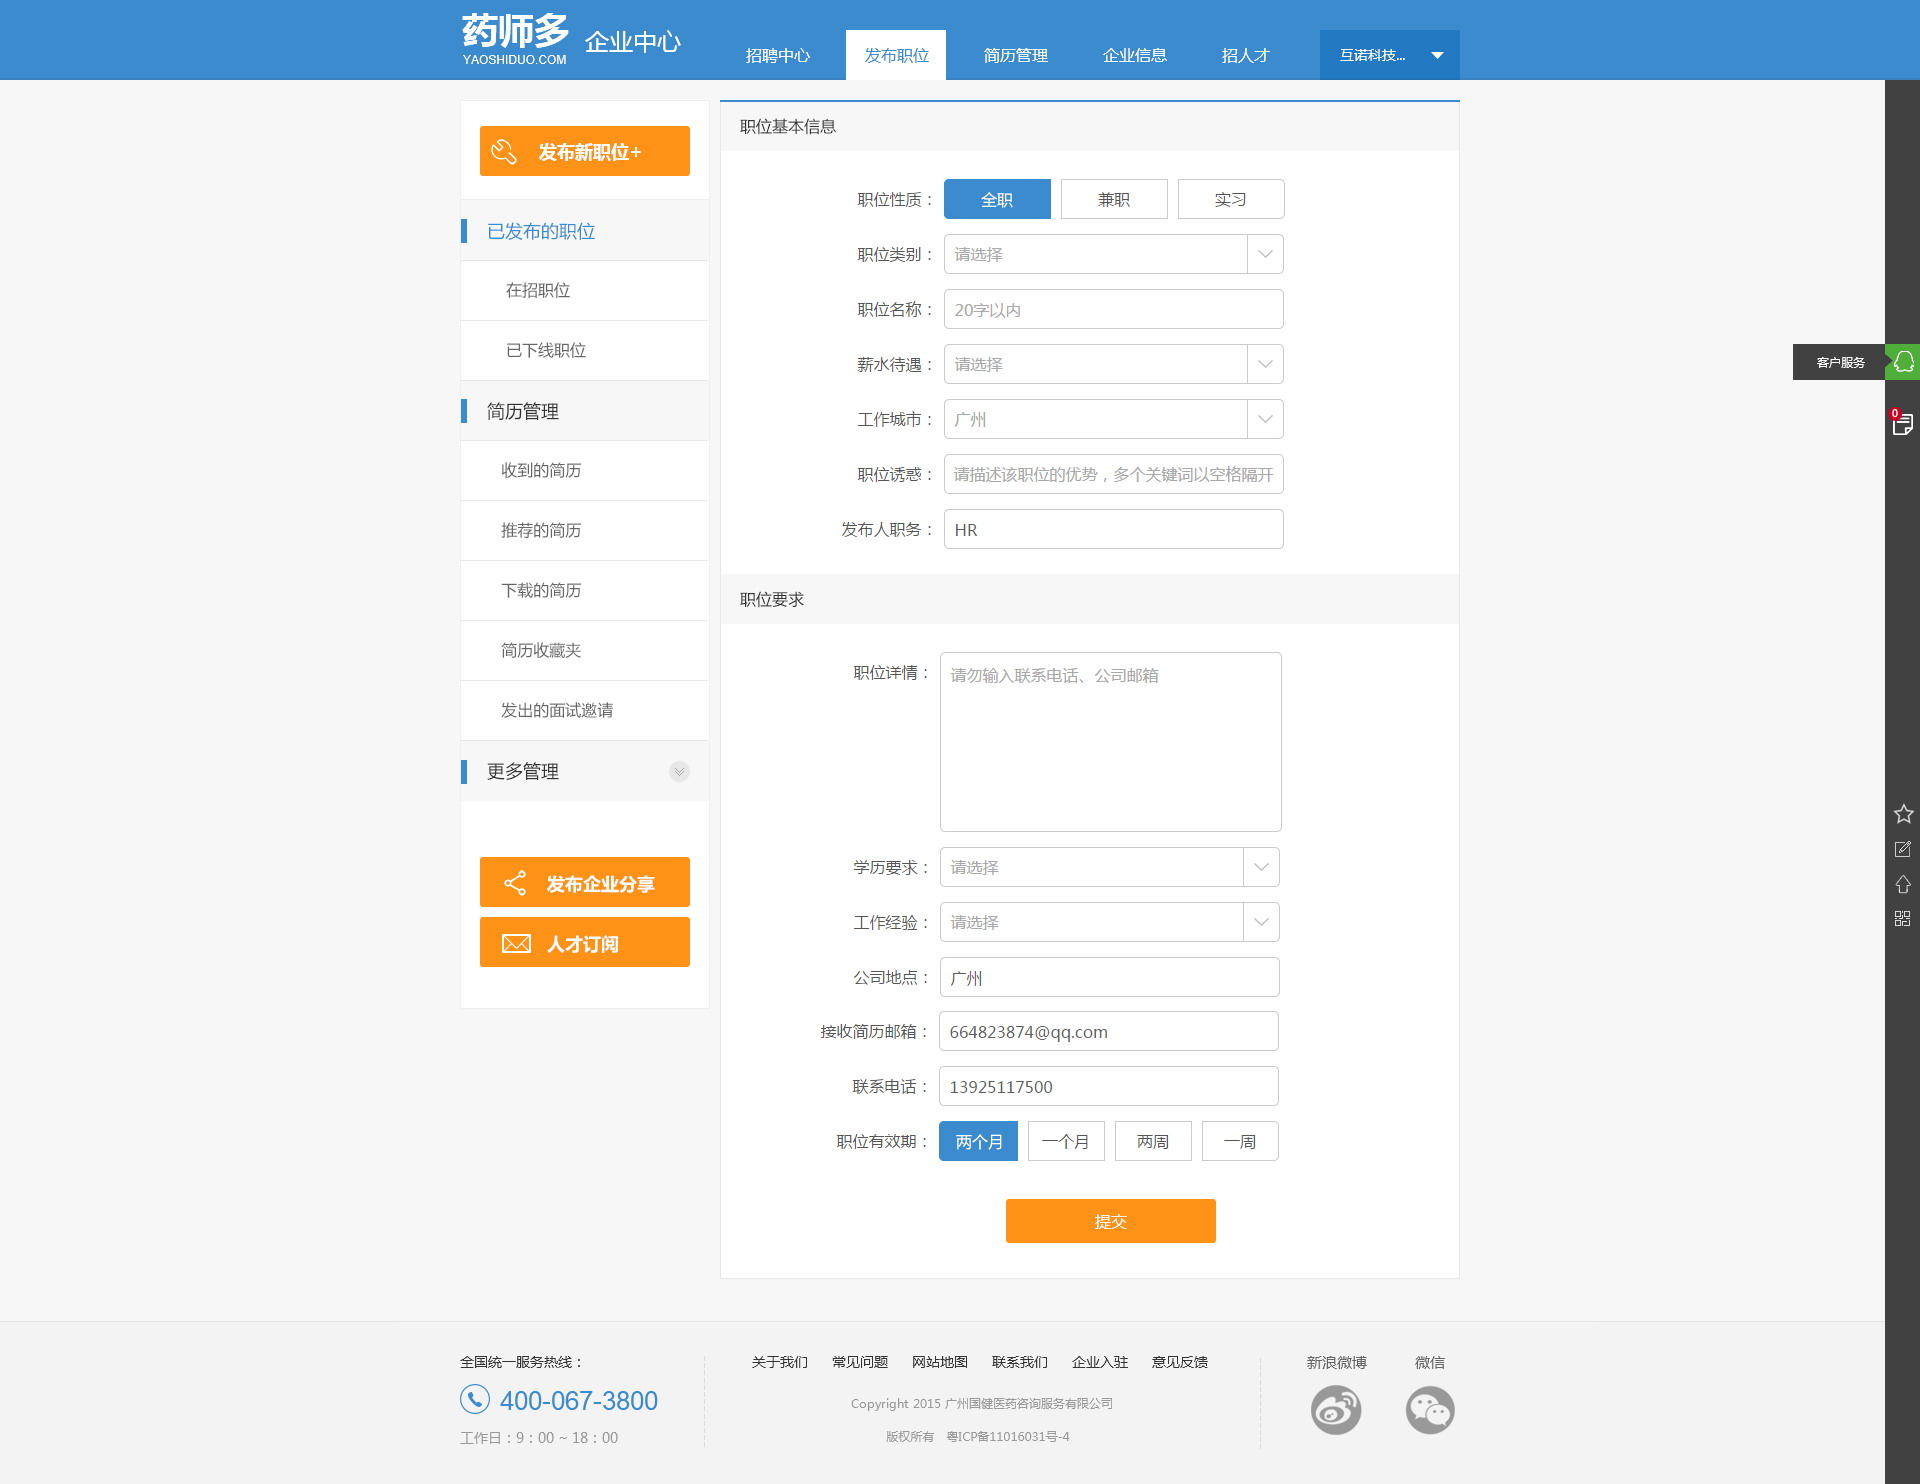 药师多 企业中心
YAOSHIDUO.COM
招聘中心 发布职位 简历管理 企业信息 招人才 互诺科技...
发布新职位+
已发布的职位
在招职位
已下线职位
简历管理
收到的简历
推荐的简历
下载的简历
简历收藏夹
发出的面试邀请
更多管理
发布企业分享
人才订阅
职位基本信息
职位性质： 全职 兼职 实习
职位类别： 请选择
职位名称： 20字以内
薪水待遇： 请选择
工作城市： 广州
职位诱惑： 请描述该职位的优势，多个关键词以空格隔开
发布人职务： HR
职位要求
职位详情： 请勿输入联系电话、公司邮箱
学历要求： 请选择
工作经验： 请选择
公司地点： 广州
接收简历邮箱： 664823874@qq.com
联系电话： 13925117500
职位有效期： 两个月 一个月 两周 一周
提交
客户服务
0
全国统一服务热线：
400-067-3800
工作日：9：00 ~ 18：00
关于我们 常见问题 网站地图 联系我们 企业入驻 意见反馈
Copyright 2015 广州国健医药咨询服务有限公司
版权所有 粤ICP备11016031号-4
新浪微博 微信